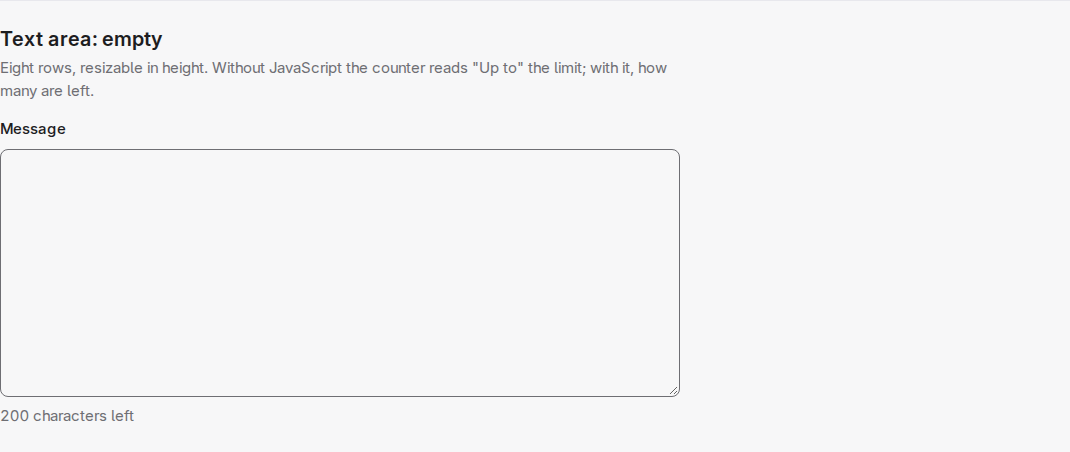 Text area: empty
Eight rows, resizable in height. Without JavaScript the counter reads "Up to" the limit; with it, how
many are left.
Message
200 characters left